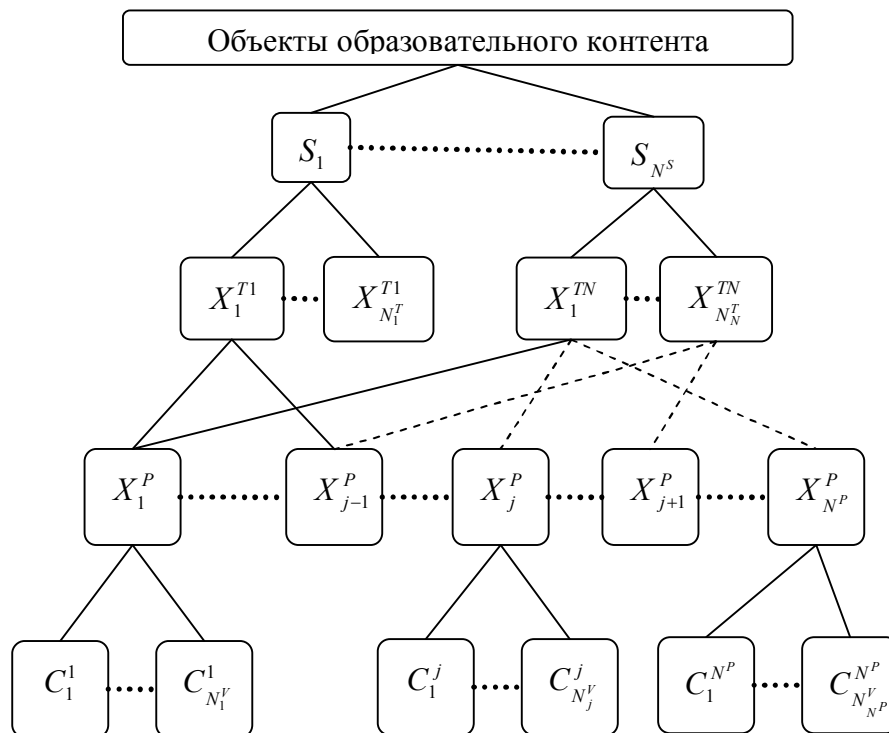 Объекты образовательного контента
S_1 S_{N^S}
X_1^{T1} X_{N_1^T}^{T1} X_1^{TN} X_{N_N^T}^{TN}
X_1^P X_{j-1}^P X_j^P X_{j+1}^P X_{N^P}^P
C_1^1 C_{N_1^V}^1 C_1^j C_{N_j^V}^j C_1^{N^P} C_{N_{N^P}^V}^{N^P}